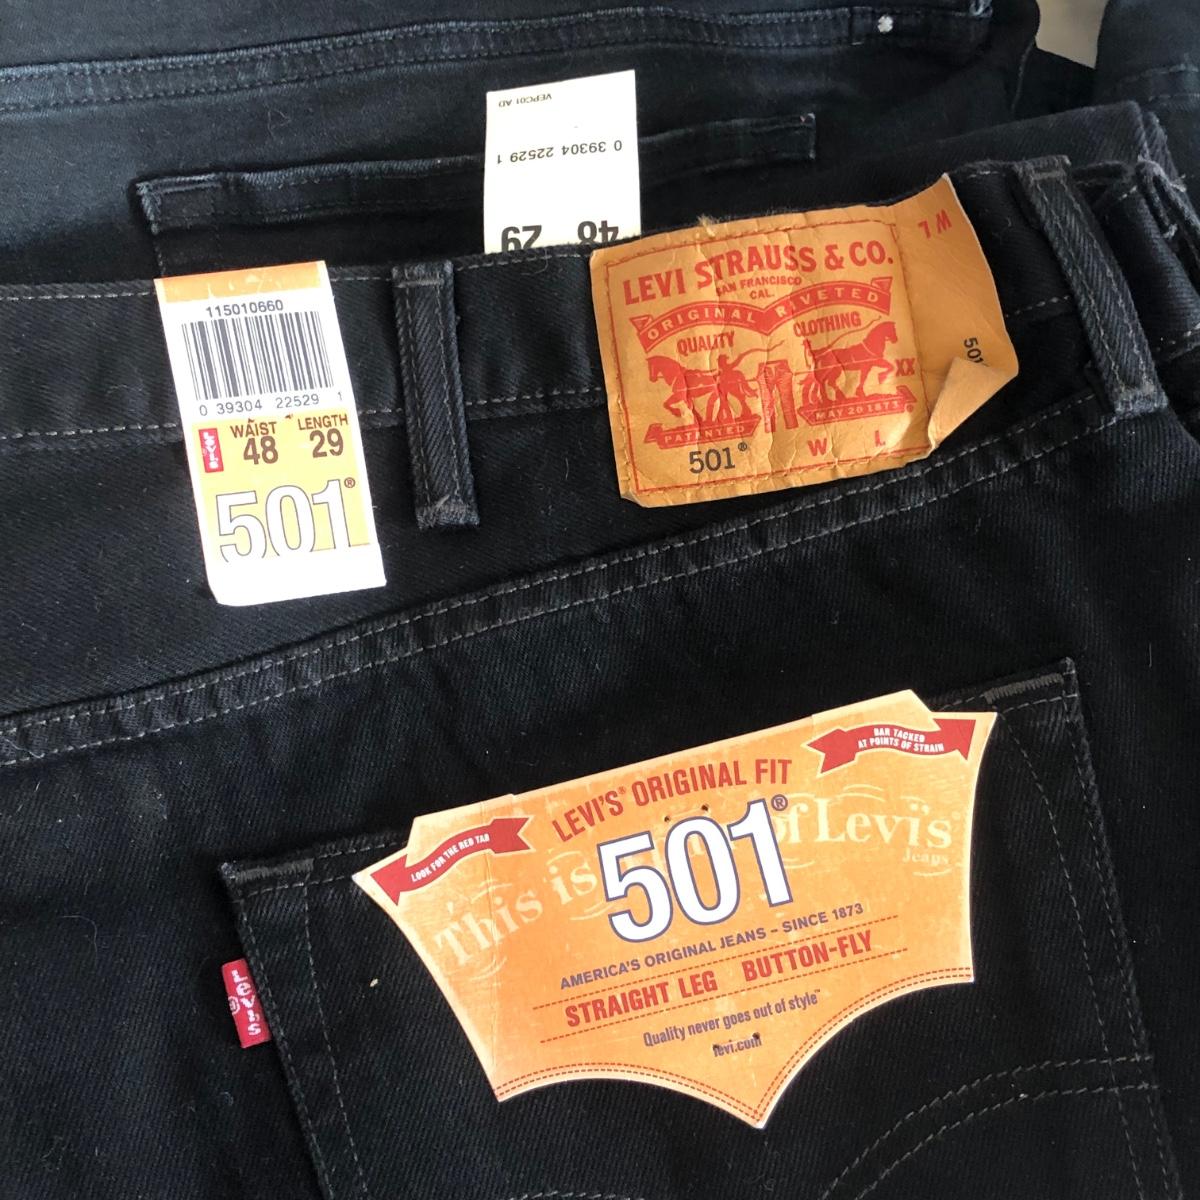 VEPC01 AD
0 39304 22529 1
48 29
115010660
0 39304 22529 1
WAIST LENGTH
48 29
Levi's
501®
LEVI STRAUSS & CO.
SAN FRANCISCO
CAL.
ORIGINAL RIVETED
QUALITY CLOTHING
XX
PATENTED MAY 20 1873
501® W L
W L
501
BAR TACKED
AT POINTS OF STRAIN
LOOK FOR THE RED TAB
LEVI'S® ORIGINAL FIT
501®
This is of Levi's
Jeans
AMERICA'S ORIGINAL JEANS – SINCE 1873
STRAIGHT LEG BUTTON-FLY
Quality never goes out of style™
levi.com
LEVI'S
®